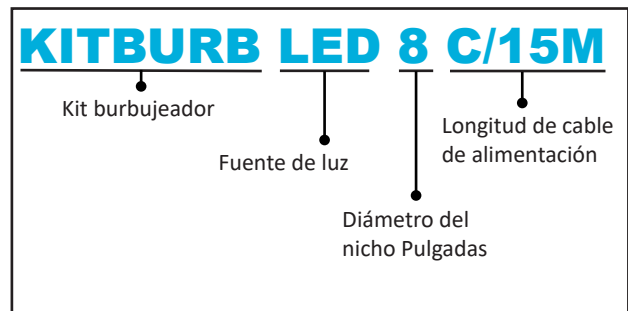 KITBURB LED 8 C/15M
Kit burbujeador
Fuente de luz
Longitud de cable
de alimentación
Diámetro del
nicho Pulgadas